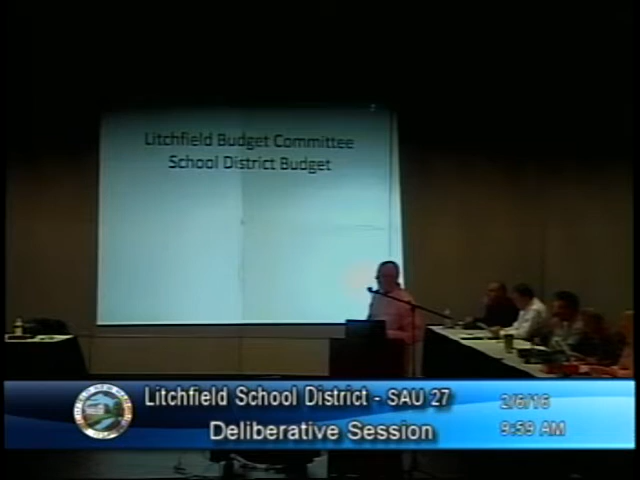 Litchfield Budget Committee
School District Budget
Litchfield School District - SAU 27
Deliberative Session
2/6/16
9:59 AM